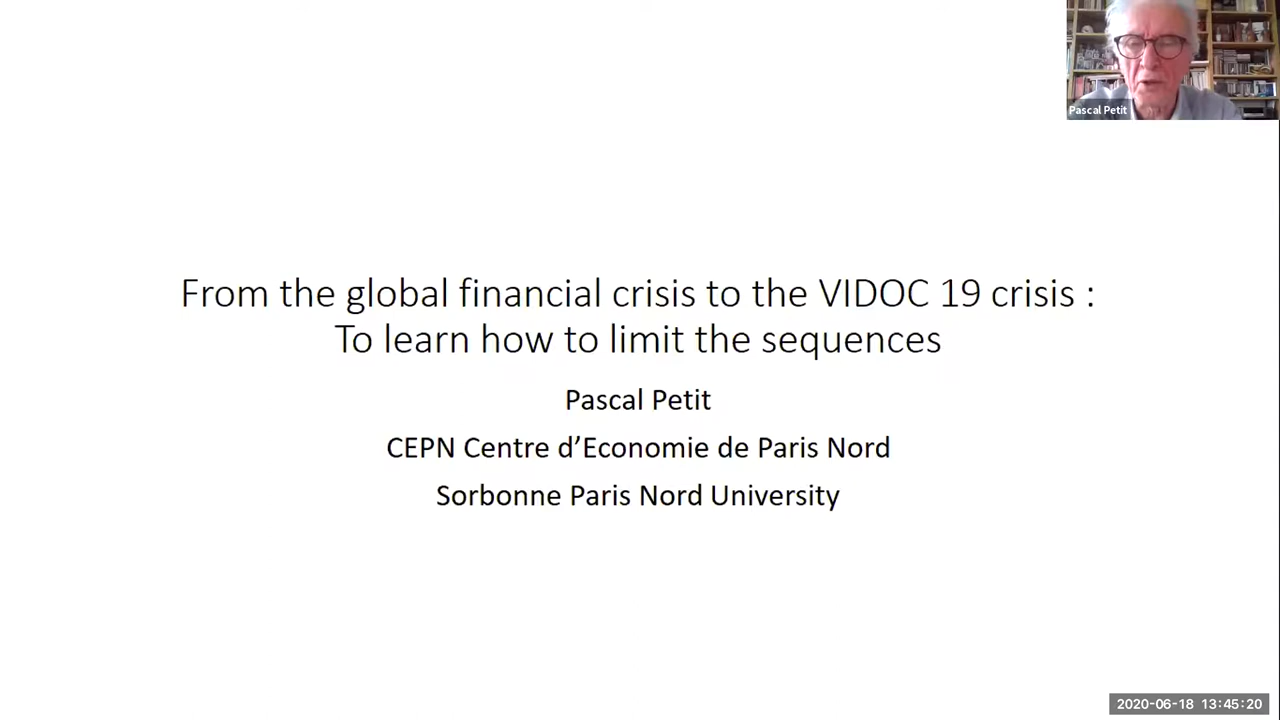 Pascal Petit
From the global financial crisis to the VIDOC 19 crisis :
To learn how to limit the sequences
Pascal Petit
CEPN Centre d’Economie de Paris Nord
Sorbonne Paris Nord University
2020-06-18 13:45:20